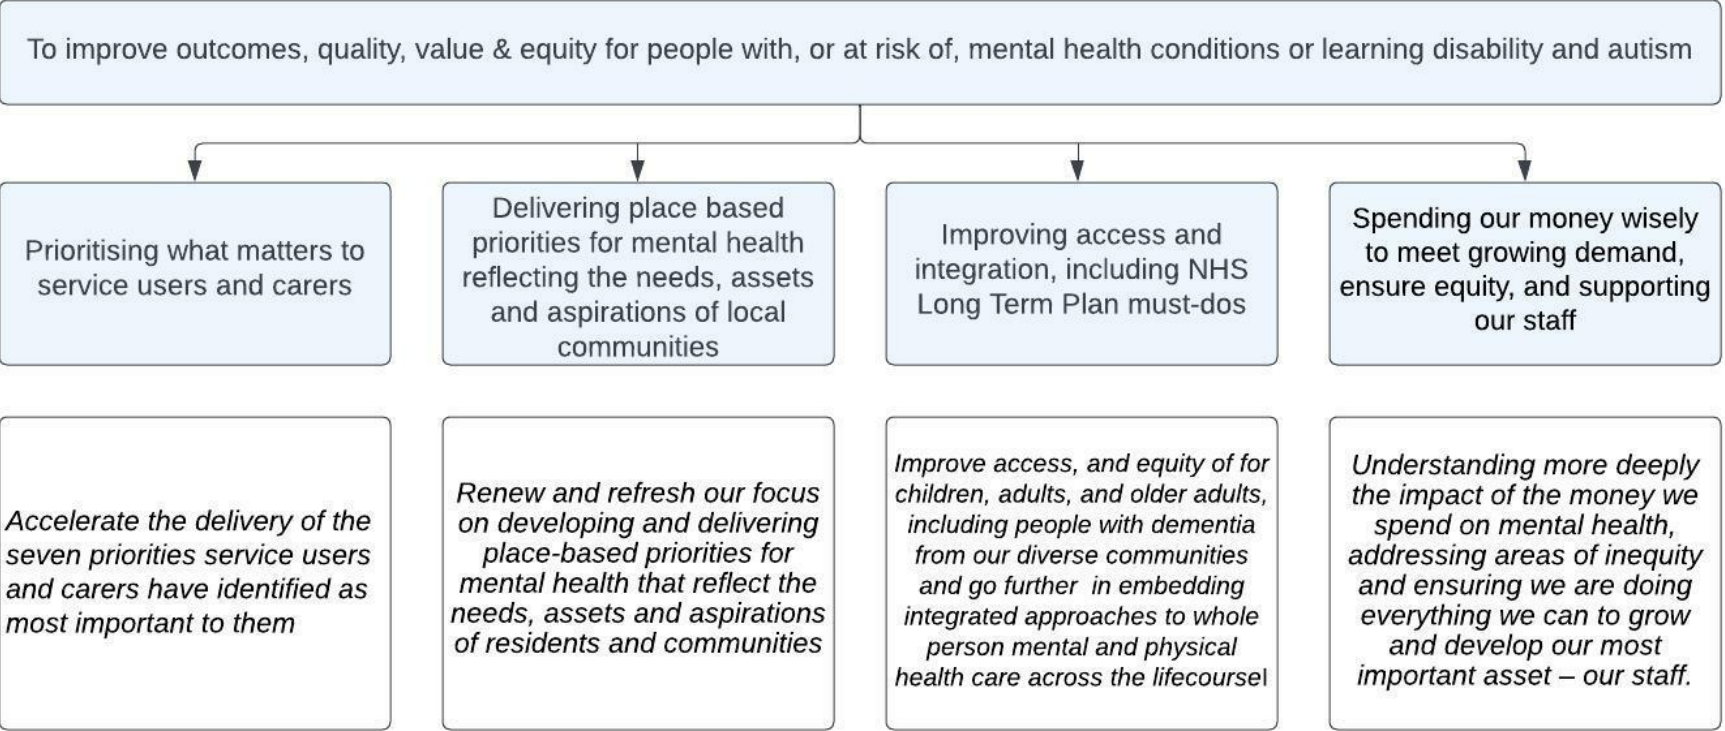 To improve outcomes, quality, value & equity for people with, or at risk of, mental health conditions or learning disability and autism
Prioritising what matters to
service users and carers
Delivering place based
priorities for mental health
reflecting the needs, assets
and aspirations of local
communities
Improving access and
integration, including NHS
Long Term Plan must-dos
Spending our money wisely
to meet growing demand,
ensure equity, and supporting
our staff
Accelerate the delivery of the
seven priorities service users
and carers have identified as
most important to them
Renew and refresh our focus
on developing and delivering
place-based priorities for
mental health that reflect the
needs, assets and aspirations
of residents and communities
Improve access, and equity of for
children, adults, and older adults,
including people with dementia
from our diverse communities
and go further  in embedding
integrated approaches to whole
person mental and physical
health care across the lifecoursel
Understanding more deeply
the impact of the money we
spend on mental health,
addressing areas of inequity
and ensuring we are doing
everything we can to grow
and develop our most
important asset – our staff.